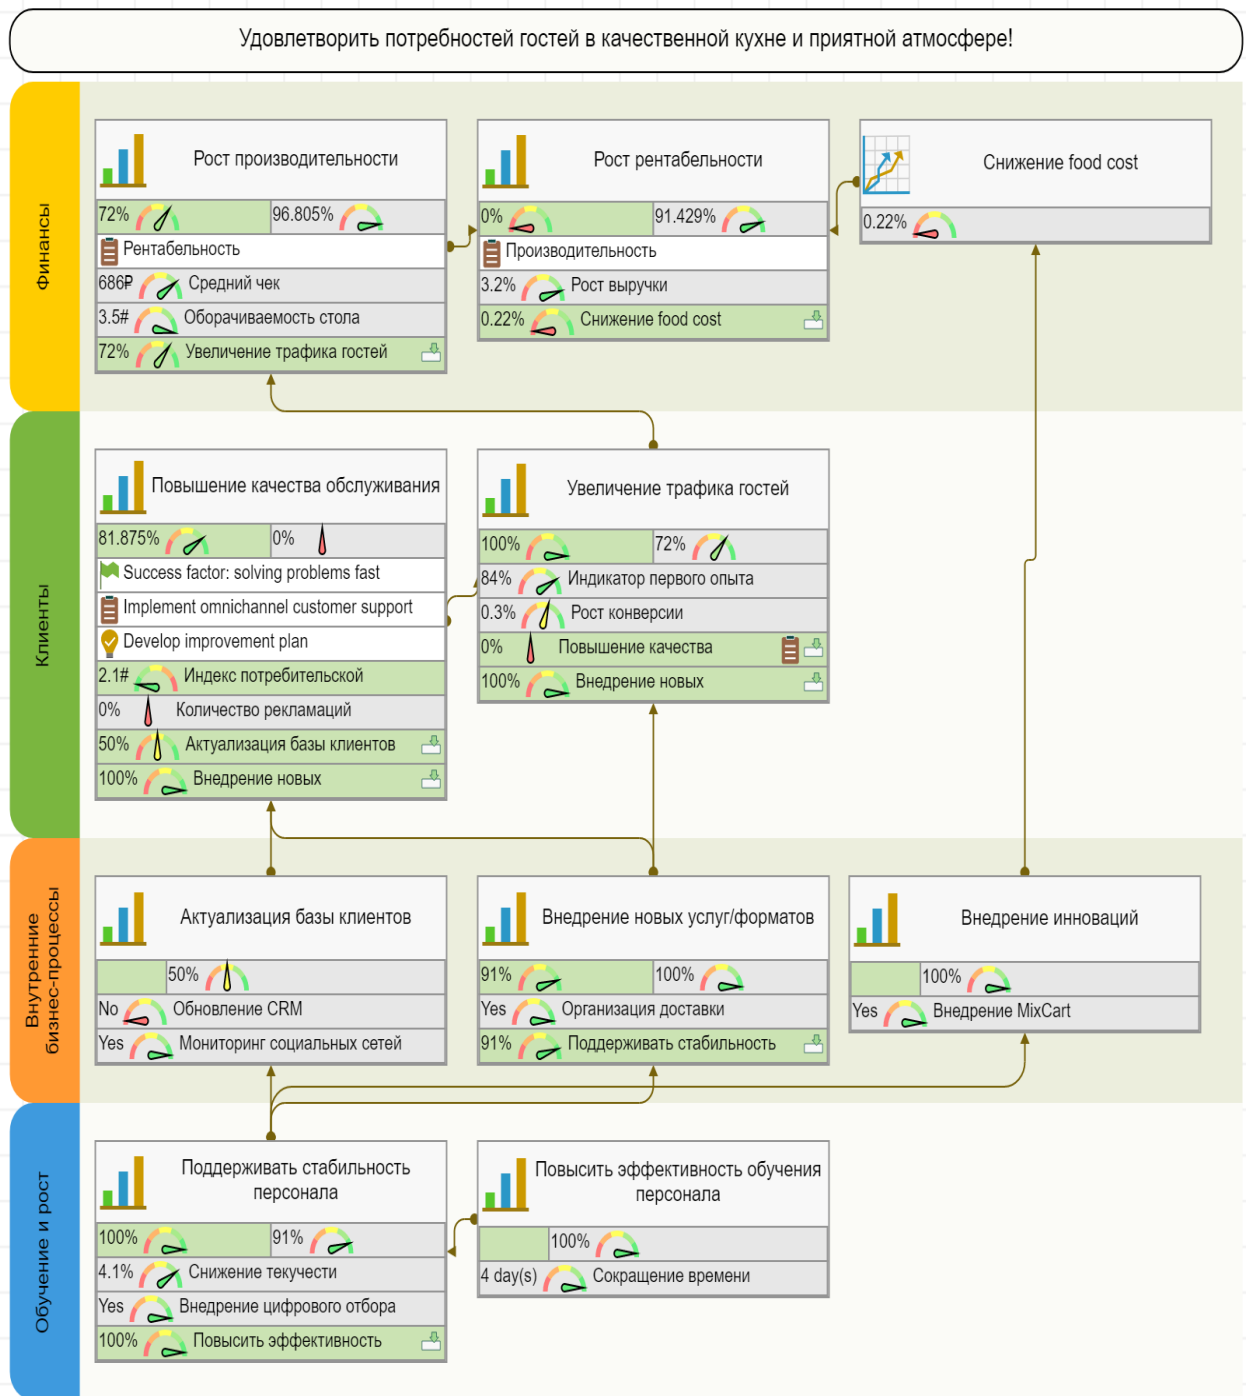 Удовлетворить потребностей гостей в качественной кухне и приятной атмосфере!
Финансы
Рост производительности
72%
96.805%
Рентабельность
686₽ Средний чек
3.5# Оборачиваемость стола
72% Увеличение трафика гостей
Рост рентабельности
0%
91.429%
Производительность
3.2% Рост выручки
0.22% Снижение food cost
Снижение food cost
0.22%
Клиенты
Повышение качества обслуживания
81.875%
0%
Success factor: solving problems fast
Implement omnichannel customer support
Develop improvement plan
2.1# Индекс потребительской
0% Количество рекламаций
50% Актуализация базы клиентов
100% Внедрение новых
Увеличение трафика гостей
100%
72%
84% Индикатор первого опыта
0.3% Рост конверсии
0% Повышение качества
100% Внедрение новых
Внутренние
бизнес-процессы
Актуализация базы клиентов
50%
No Обновление CRM
Yes Мониторинг социальных сетей
Внедрение новых услуг/форматов
91%
100%
Yes Организация доставки
91% Поддерживать стабильность
Внедрение инноваций
100%
Yes Внедрение MixCart
Обучение и рост
Поддерживать стабильность
персонала
100%
91%
4.1% Снижение текучести
Yes Внедрение цифрового отбора
100% Повысить эффективность
Повысить эффективность обучения
персонала
100%
4 day(s) Сокращение времени